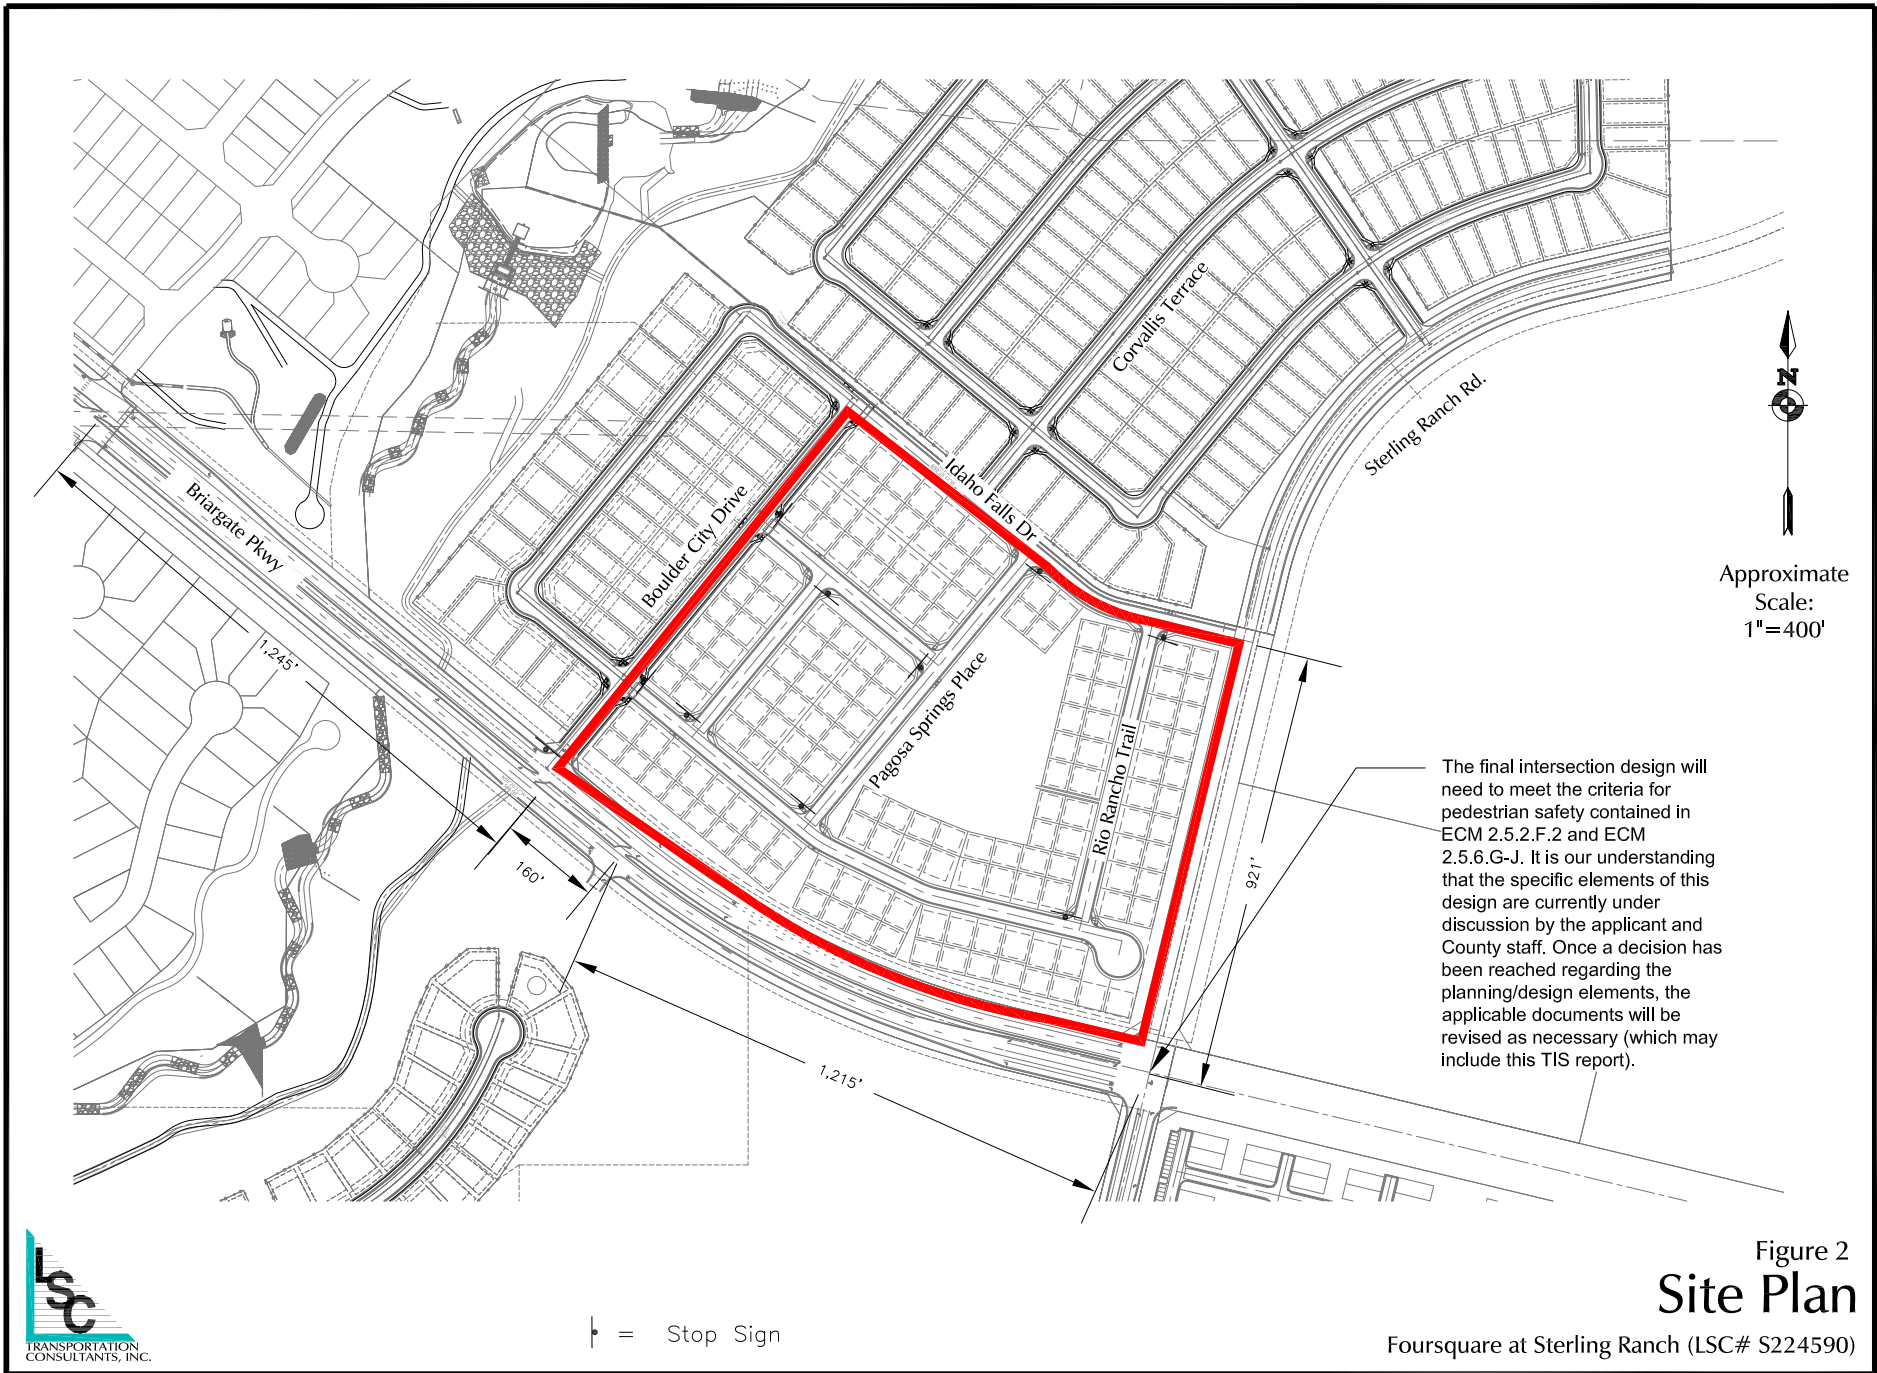 Corvallis Terrace
Sterling Ranch Rd.
N
Approximate
Scale:
1"=400'
Idaho Falls Dr
Briargate Pkwy
Boulder City Drive
1,245'
Pagosa Springs Place
Rio Rancho Trail
160'
921'
1,215'
The final intersection design will
need to meet the criteria for
pedestrian safety contained in
ECM 2.5.2.F.2 and ECM
2.5.6.G-J. It is our understanding
that the specific elements of this
design are currently under
discussion by the applicant and
County staff. Once a decision has
been reached regarding the
planning/design elements, the
applicable documents will be
revised as necessary (which may
include this TIS report).
LSC
TRANSPORTATION
CONSULTANTS, INC.
= Stop Sign
Figure 2
Site Plan
Foursquare at Sterling Ranch (LSC# S224590)